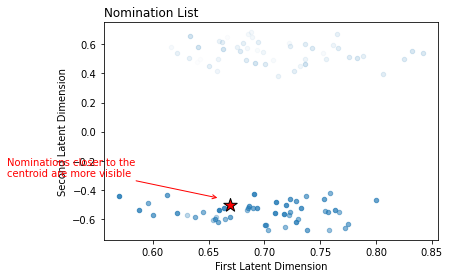 Nomination List
0.6
0.4
0.2
0.0
−0.2
−0.4
−0.6
Second Latent Dimension
Nominations closer to the
centroid are more visible
0.60
0.65
0.70
0.75
0.80
0.85
First Latent Dimension